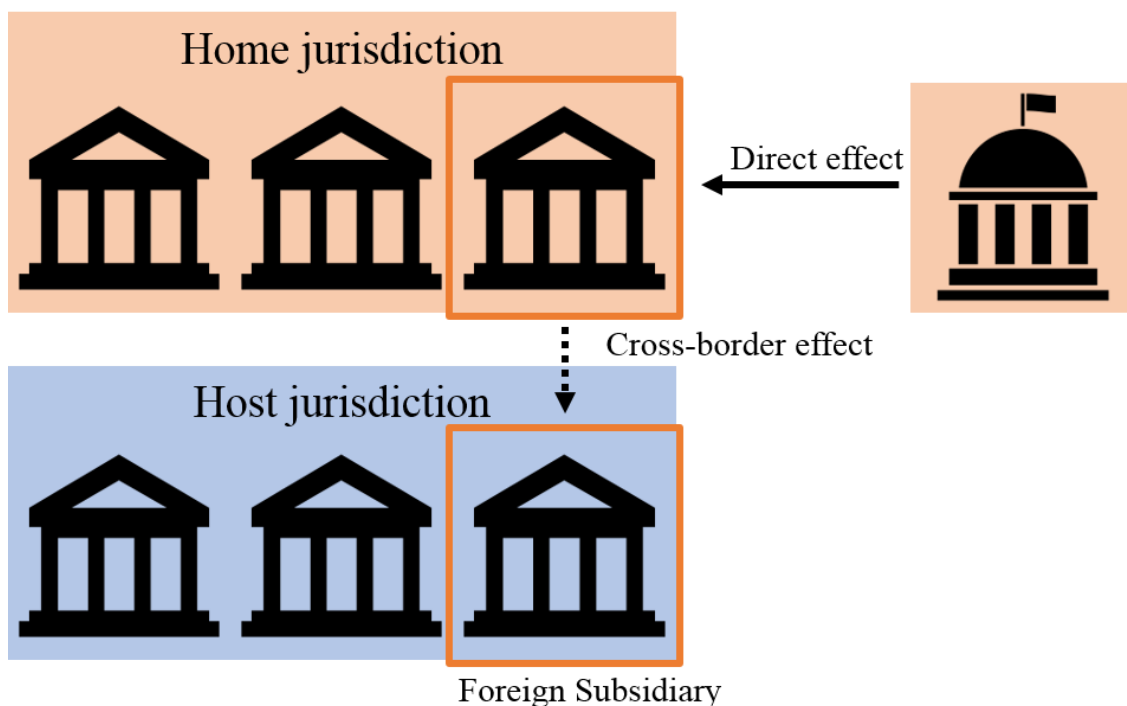 Home jurisdiction
Direct effect
Cross-border effect
Host jurisdiction
Foreign Subsidiary